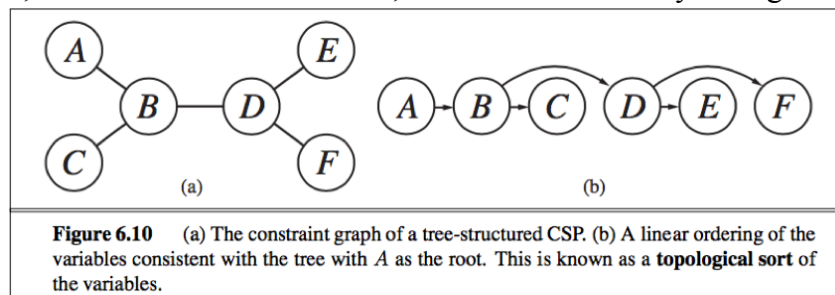 A
E
B
D
A
B
C
D
E
F
C
F
(a)
(b)
Figure 6.10 (a) The constraint graph of a tree-structured CSP. (b) A linear ordering of the
variables consistent with the tree with A as the root. This is known as a topological sort of
the variables.